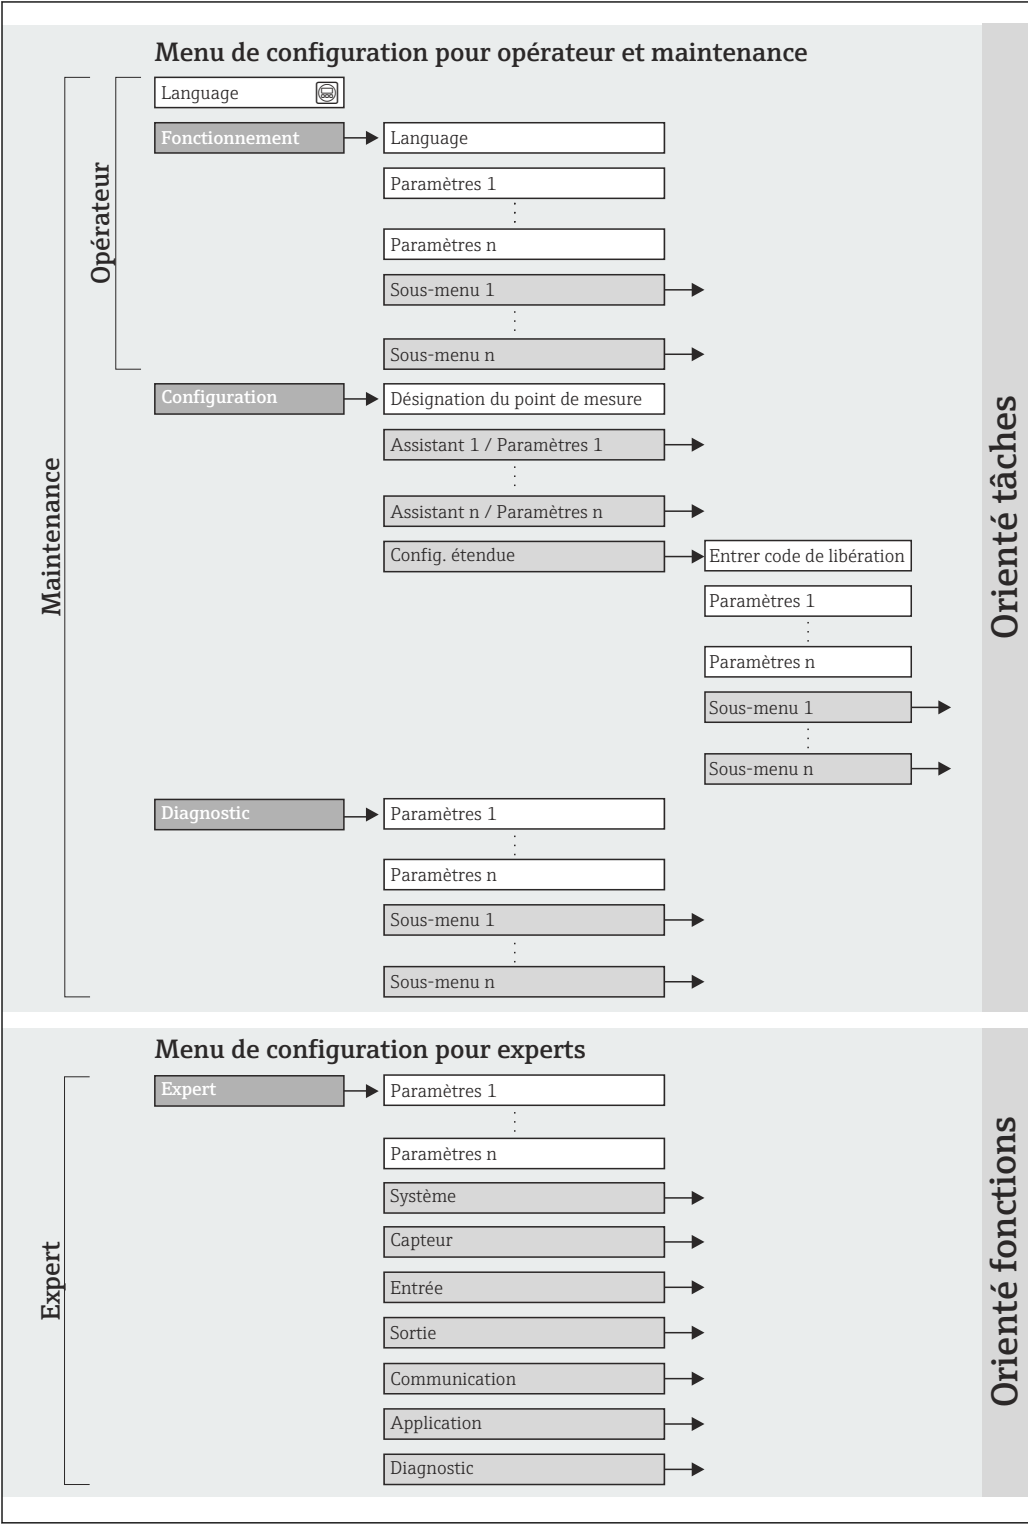 Menu de configuration pour opérateur et maintenance
Language
Fonctionnement
Language
Paramètres 1
Paramètres n
Sous-menu 1
Sous-menu n
Opérateur
Configuration
Désignation du point de mesure
Assistant 1 / Paramètres 1
Assistant n / Paramètres n
Config. étendue
Entrer code de libération
Paramètres 1
Paramètres n
Sous-menu 1
Sous-menu n
Maintenance
Diagnostic
Paramètres 1
Paramètres n
Sous-menu 1
Sous-menu n
Orienté tâches
Menu de configuration pour experts
Expert
Paramètres 1
Paramètres n
Système
Capteur
Entrée
Sortie
Communication
Application
Diagnostic
Expert
Orienté fonctions